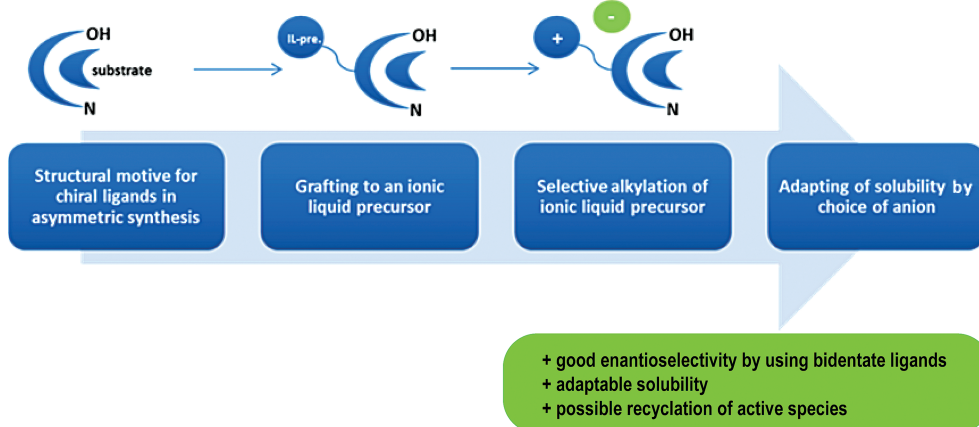 OH
substrate
N
IL-pre.
OH
N
+
-
OH
N
Structural motive for
chiral ligands in
asymmetric synthesis
Grafting to an ionic
liquid precursor
Selective alkylation of
ionic liquid precursor
Adapting of solubility by
choice of anion
+ good enantioselectivity by using bidentate ligands
+ adaptable solubility
+ possible recyclation of active species